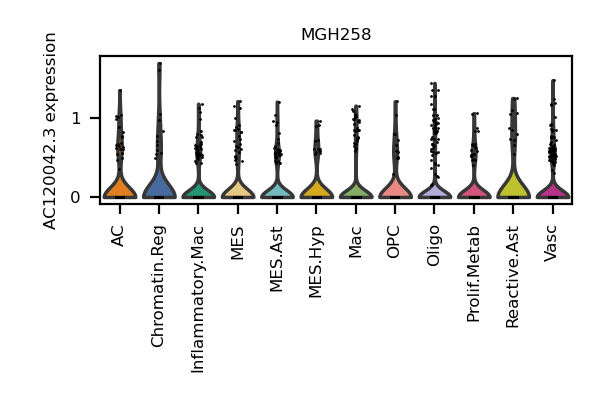 MGH258
AC120042.3 expression
1
0
AC
Chromatin.Reg
Inflammatory.Mac
MES
MES.Ast
MES.Hyp
Mac
OPC
Oligo
Prolif.Metab
Reactive.Ast
Vasc